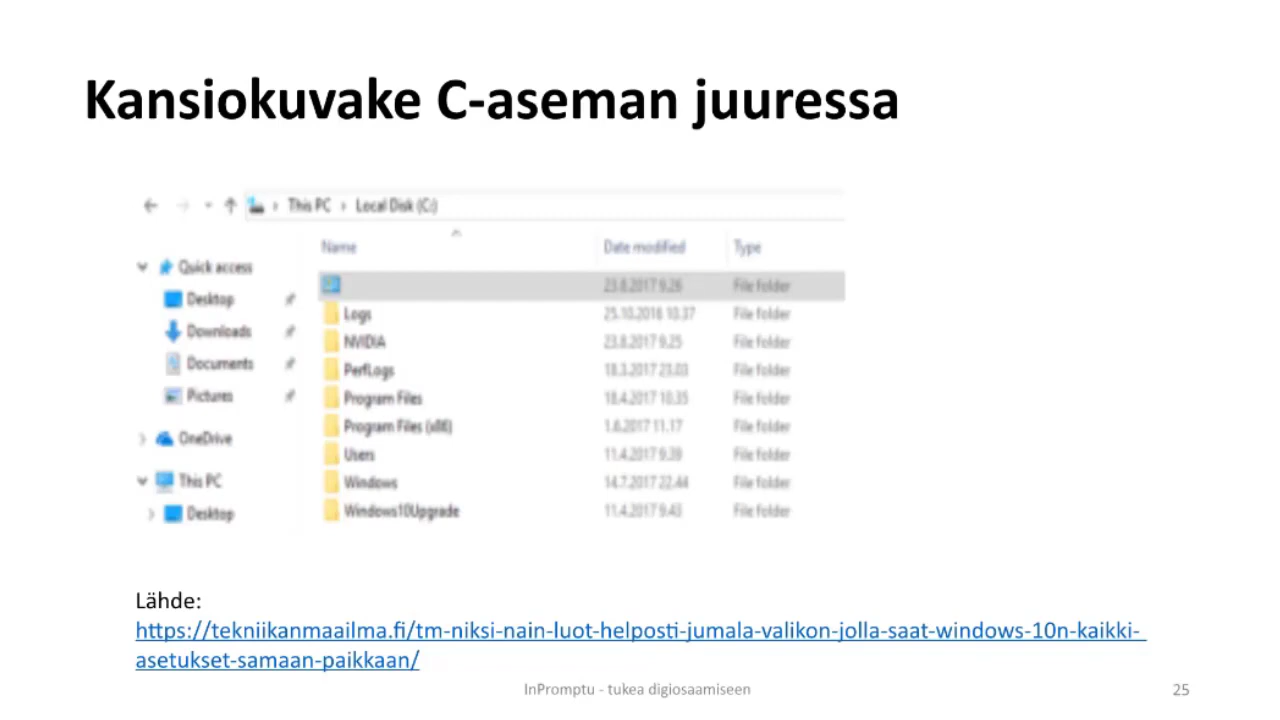 Kansiokuvake C-aseman juuressa
This PC › Local Disk (C:)
Name Date modified Type
Quick access
23.8.2017 9.26 File folder
Desktop
Logs 25.10.2016 10.37 File folder
Downloads
NVIDIA 23.8.2017 9.25 File folder
Documents
PerfLogs 18.3.2017 23.03 File folder
Pictures
Program Files 18.4.2017 10.35 File folder
Program Files (x86) 1.8.2017 11.17 File folder
OneDrive
Users 11.4.2017 9.39 File folder
This PC
Windows 14.7.2017 22.44 File folder
Desktop
Windows10Upgrade 11.4.2017 9.43 File folder
Lähde:
https://tekniikanmaailma.fi/tm-niksi-nain-luot-helposti-jumala-valikon-jolla-saat-windows-10n-kaikki-
asetukset-samaan-paikkaan/
InPromptu - tukea digiosaamiseen 25